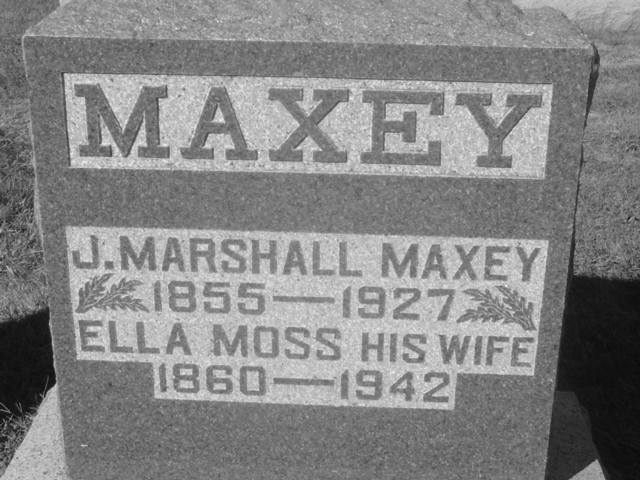 MAXEY
J. MARSHALL MAXEY
1855 — 1927
ELLA MOSS HIS WIFE
1860 — 1942